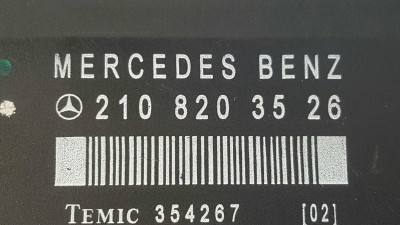 MERCEDES BENZ
210 820 35 26
TEMIC 354267 [02]